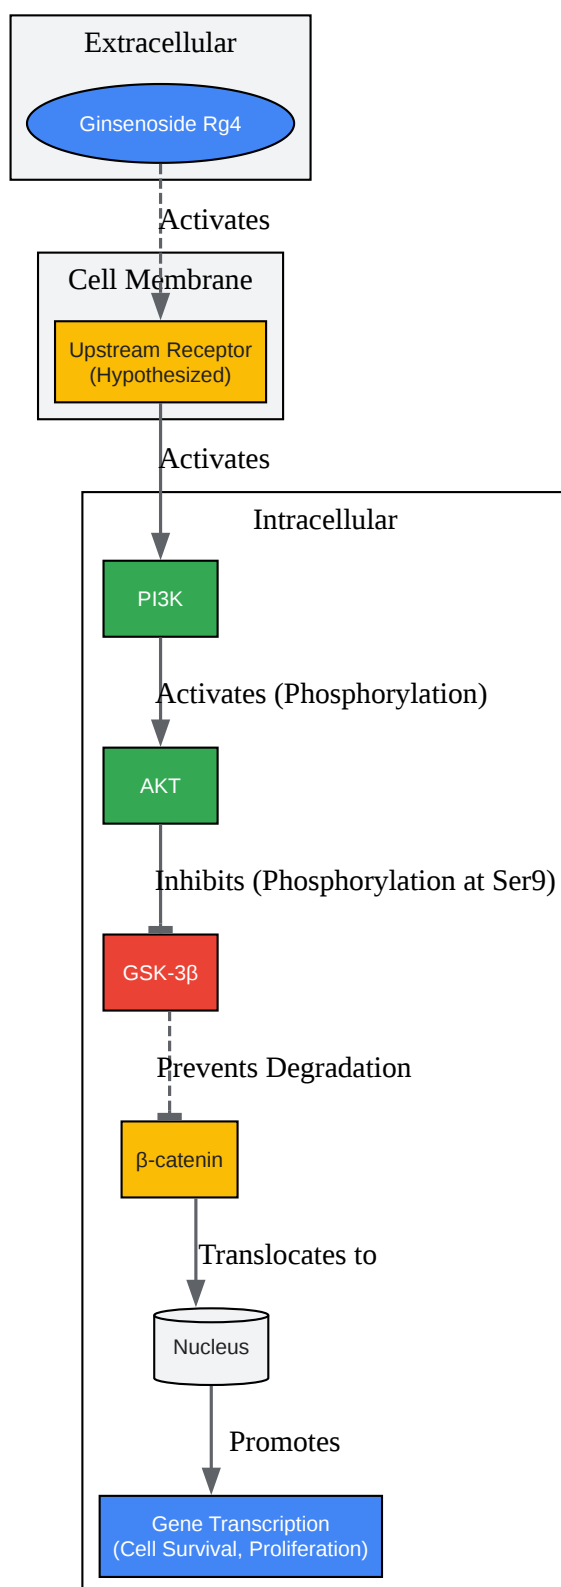 Extracellular
Ginsenoside Rg4
Activates
Cell Membrane
Upstream Receptor
(Hypothesized)
Activates
Intracellular
PI3K
Activates (Phosphorylation)
AKT
Inhibits (Phosphorylation at Ser9)
GSK-3β
Prevents Degradation
β-catenin
Translocates to
Nucleus
Promotes
Gene Transcription
(Cell Survival, Proliferation)